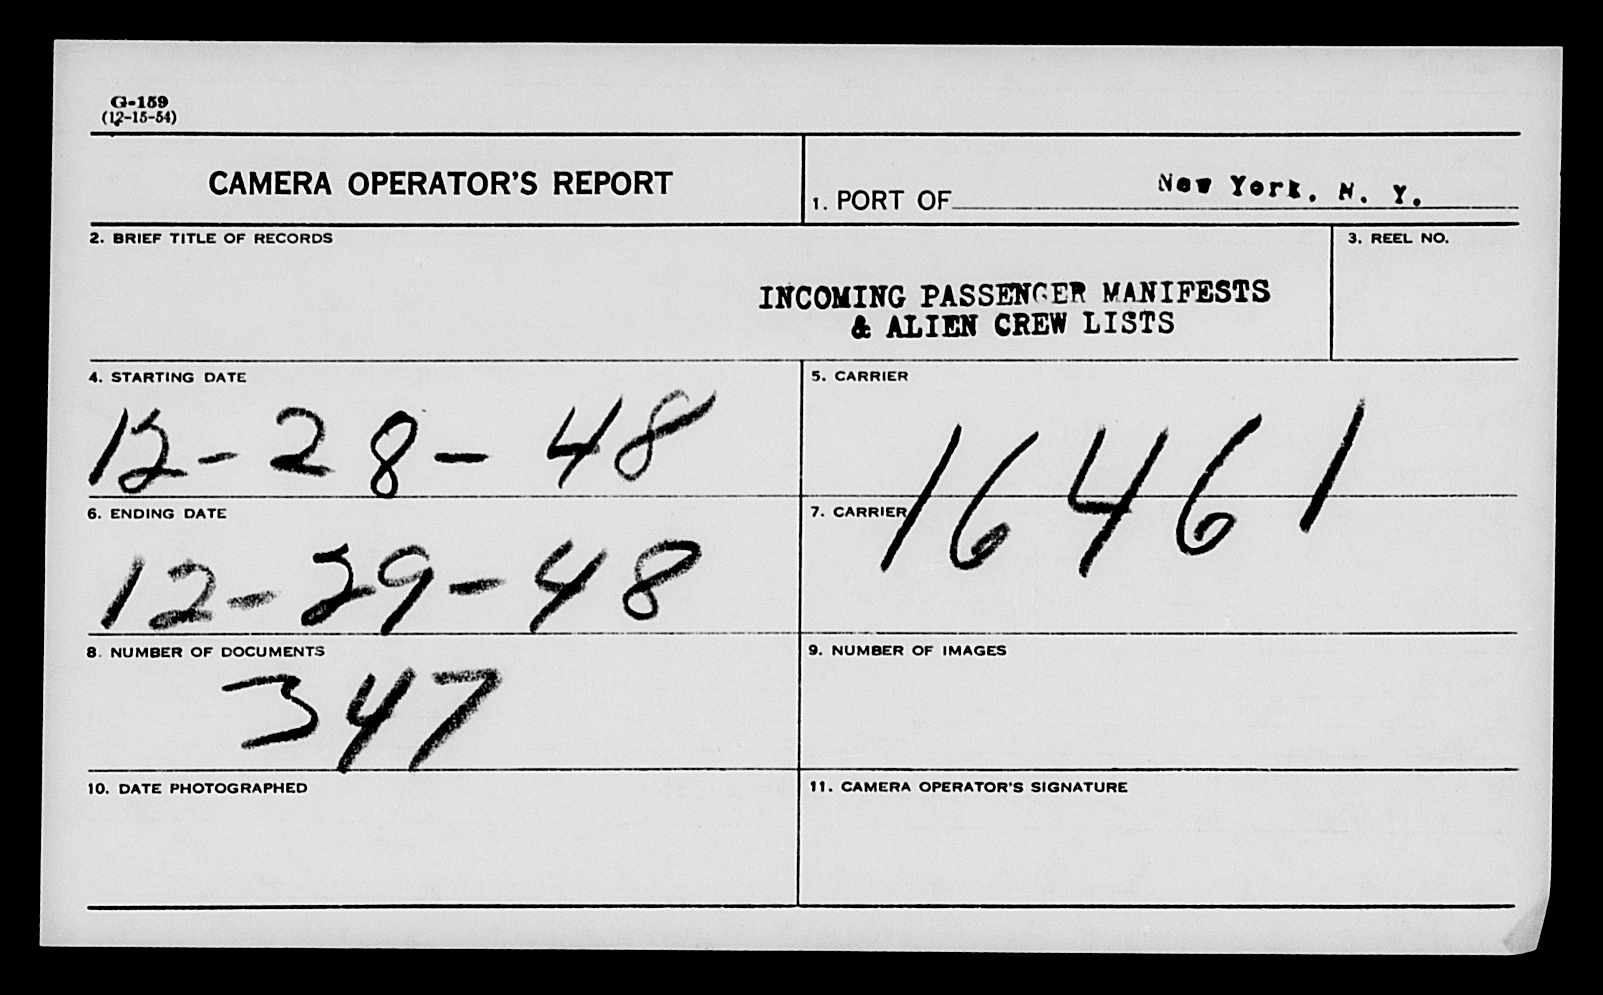 G-159
(12-15-54)
CAMERA OPERATOR'S REPORT
1. PORT OF New York, N. Y.
2. BRIEF TITLE OF RECORDS
INCOMING PASSENGER MANIFESTS
& ALIEN CREW LISTS
3. REEL NO.
4. STARTING DATE
12-28-48
5. CARRIER
16461
6. ENDING DATE
12-29-48
7. CARRIER
8. NUMBER OF DOCUMENTS
347
9. NUMBER OF IMAGES
10. DATE PHOTOGRAPHED
11. CAMERA OPERATOR'S SIGNATURE